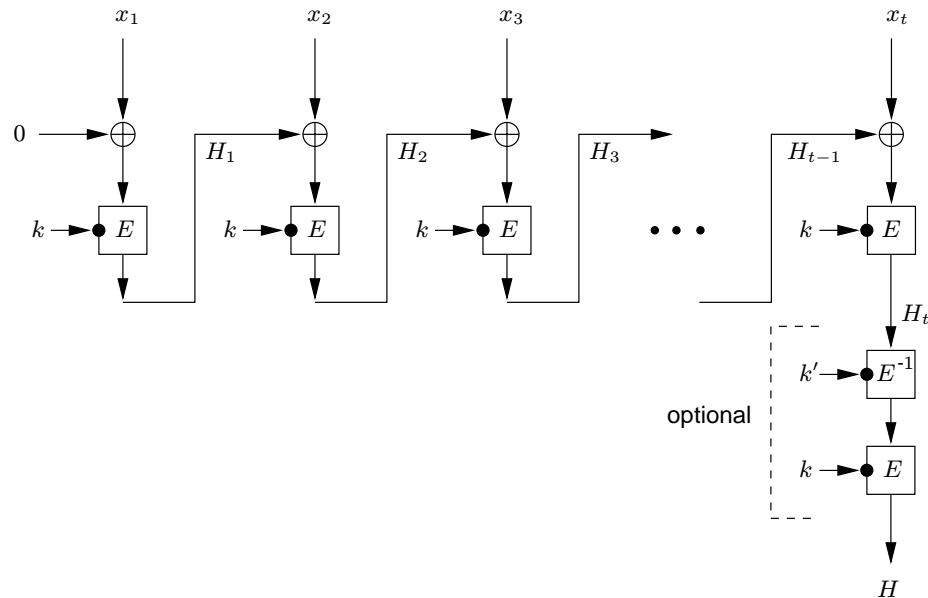 x₁ x₂ x₃ xₜ
0
H₁ H₂ H₃ Hₜ₋₁
k E k E k E • • • k E
Hₜ
k′ E⁻¹
optional
k E
H